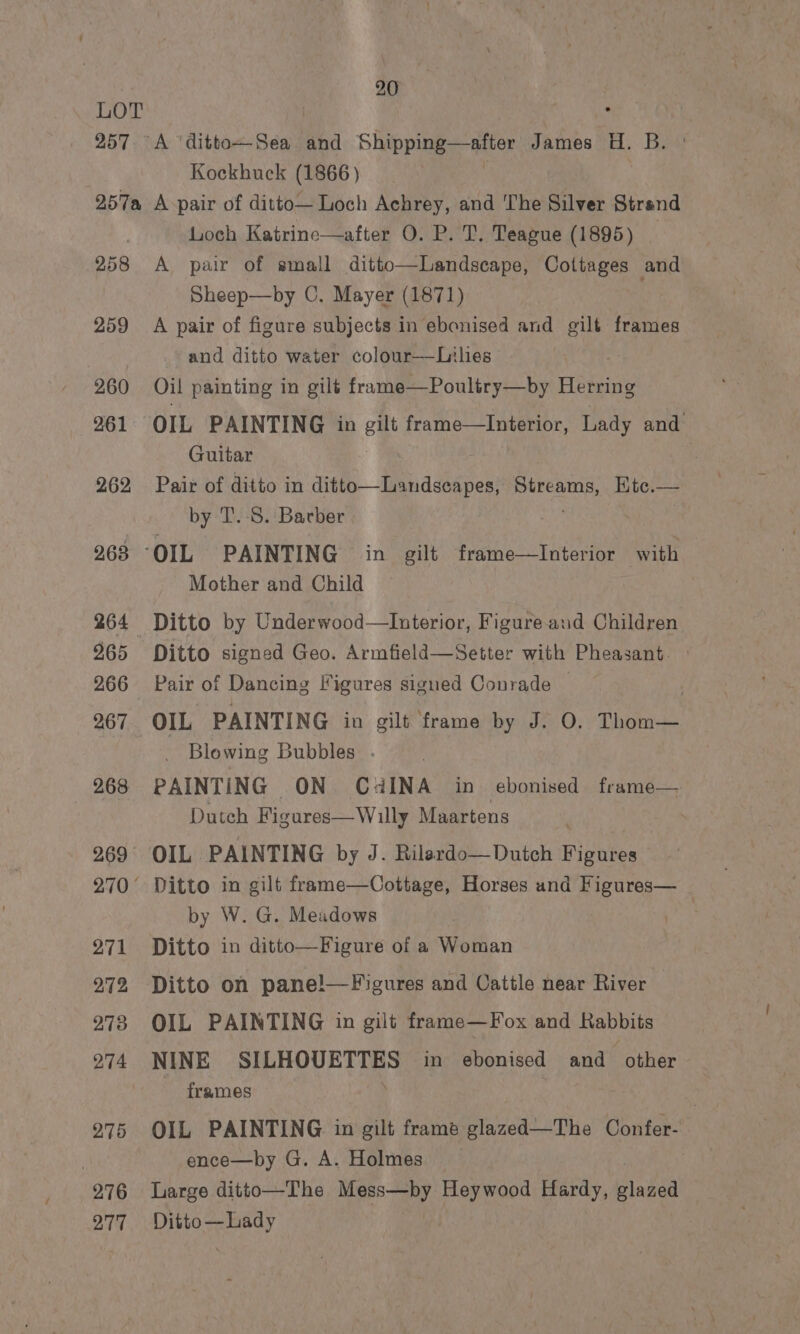 20
LOT
257 A ditto—Sea and Shipping—after James H. B.
Kockhuck (1866)
257a A pair of ditto—Loch Achrey, and The Silver Strand
Loch Katrine—after O. P. T. Teague (1895)
258 A pair of small ditto—Landscape, Cottages and
Sheep—by C. Mayer (1871)
259 A pair of figure subjects in ebonised and gilt frames
and ditto water colour—Lilies
260 Oil painting in gilt frame—Poultry—by Herring
261 OIL PAINTING in gilt frame—Interior, Lady and
Guitar
262 Pair of ditto in ditto—Landscapes, Streams, Etc.—
by T. S. Barber
263 OIL PAINTING in gilt frame—Interior with
Mother and Child
264 Ditto by Underwood—Interior, Figure and Children
265 Ditto signed Geo. Armfield—Setter with Pheasant
266 Pair of Dancing Figures signed Conrade
267 OIL PAINTING in gilt frame by J. O. Thom—
Blowing Bubbles
268 PAINTING ON CHINA in ebonised frame—
Dutch Figures—Willy Maartens
269 OIL PAINTING by J. Rilardo—Dutch Figures
270 Ditto in gilt frame—Cottage, Horses and Figures—
by W. G. Meadows
271 Ditto in ditto—Figure of a Woman
272 Ditto on panel—Figures and Cattle near River
273 OIL PAINTING in gilt frame—Fox and Rabbits
274 NINE SILHOUETTES in ebonised and other
frames
275 OIL PAINTING in gilt frame glazed—The Confer-
ence—by G. A. Holmes
276 Large ditto—The Mess—by Heywood Hardy, glazed
277 Ditto—Lady